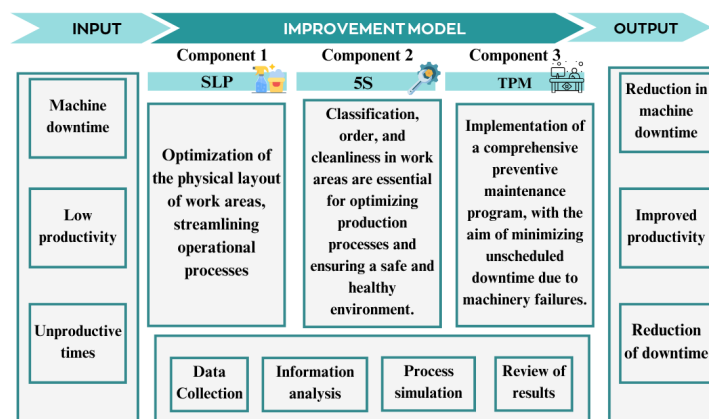 INPUT
IMPROVEMENT MODEL
OUTPUT
Component 1
Component 2
Component 3
SLP
5S
TPM
Machine
downtime
Low
productivity
Unproductive
times
Optimization of
the physical layout
of work areas,
streamlining
operational
processes
Classification,
order, and
cleanliness in work
areas are essential
for optimizing
production
processes and
ensuring a safe and
healthy
environment.
Implementation of
a comprehensive
preventive
maintenance
program, with the
aim of minimizing
unscheduled
downtime due to
machinery failures.
Reduction in
machine
downtime
Improved
productivity
Reduction
of downtime
Data
Collection
Information
analysis
Process
simulation
Review of
results